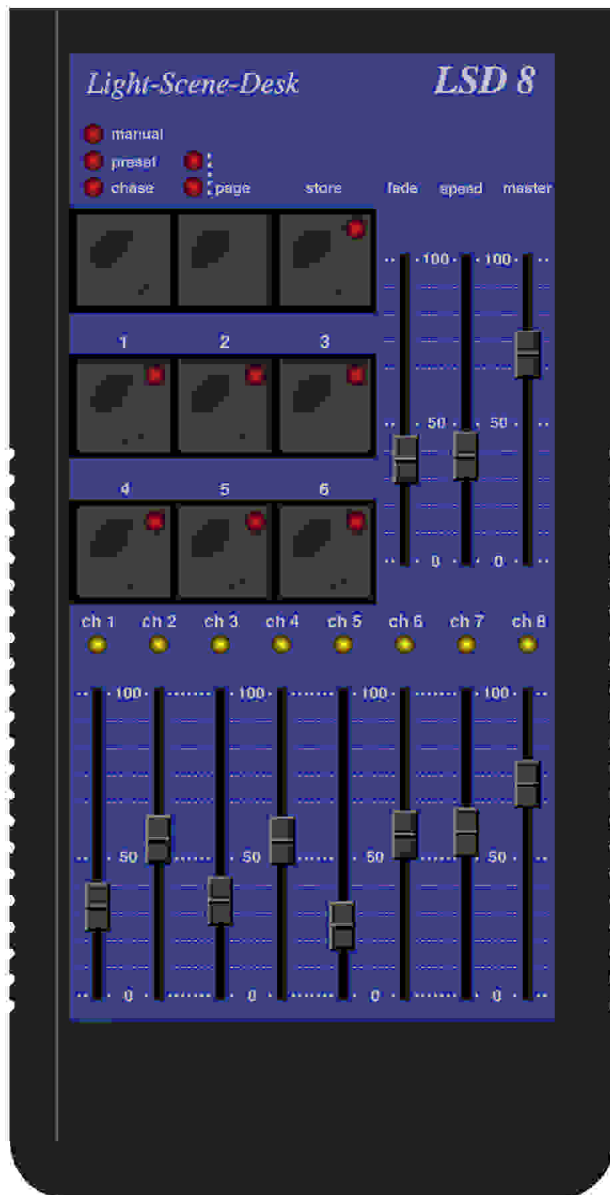 Light-Scene-Desk LSD 8
manual
preset
chase page store fade speed master
100 100
1 2 3
50 50
4 5 6
0 0
ch 1 ch 2 ch 3 ch 4 ch 5 ch 6 ch 7 ch 8
100 100 100 100
50 50 50 50
0 0 0 0